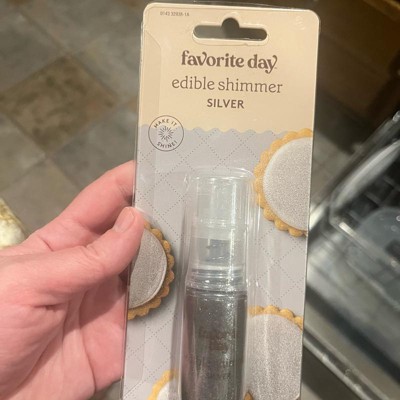 favorite day.
edible shimmer
SILVER
MAKE IT
SHINE!